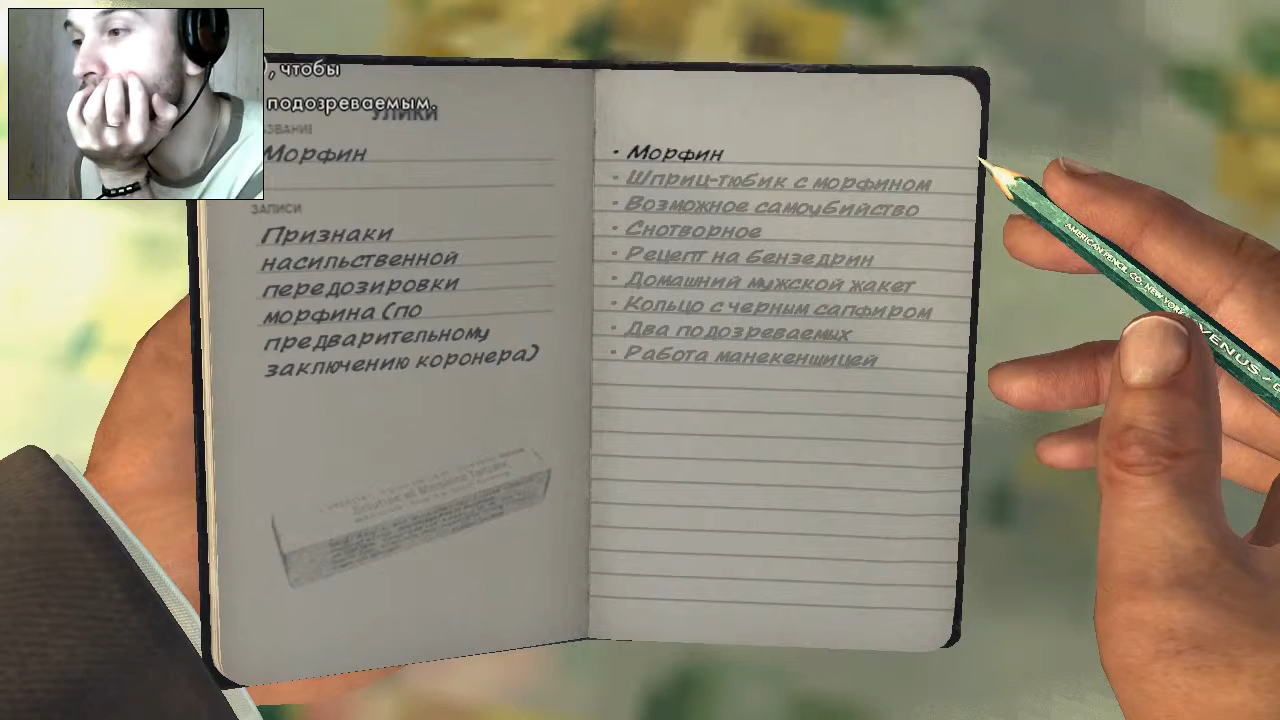 , чтобы
подозреваемым.
УЛИКИ
Морфин
ЗАПИСИ
Признаки
насильственной
передозировки
морфина (по
предварительному
заключению коронера)
• Морфин
• Шприц-тюбик с морфином
• Возможное самоубийство
• Снотворное
• Рецепт на бензедрин
• Домашний мужской жакет
• Кольцо с черным сапфиром
• Два подозреваемых
• Работа манекенщицей
AMERICAN PENCIL CO. NEW YORK
VENUS